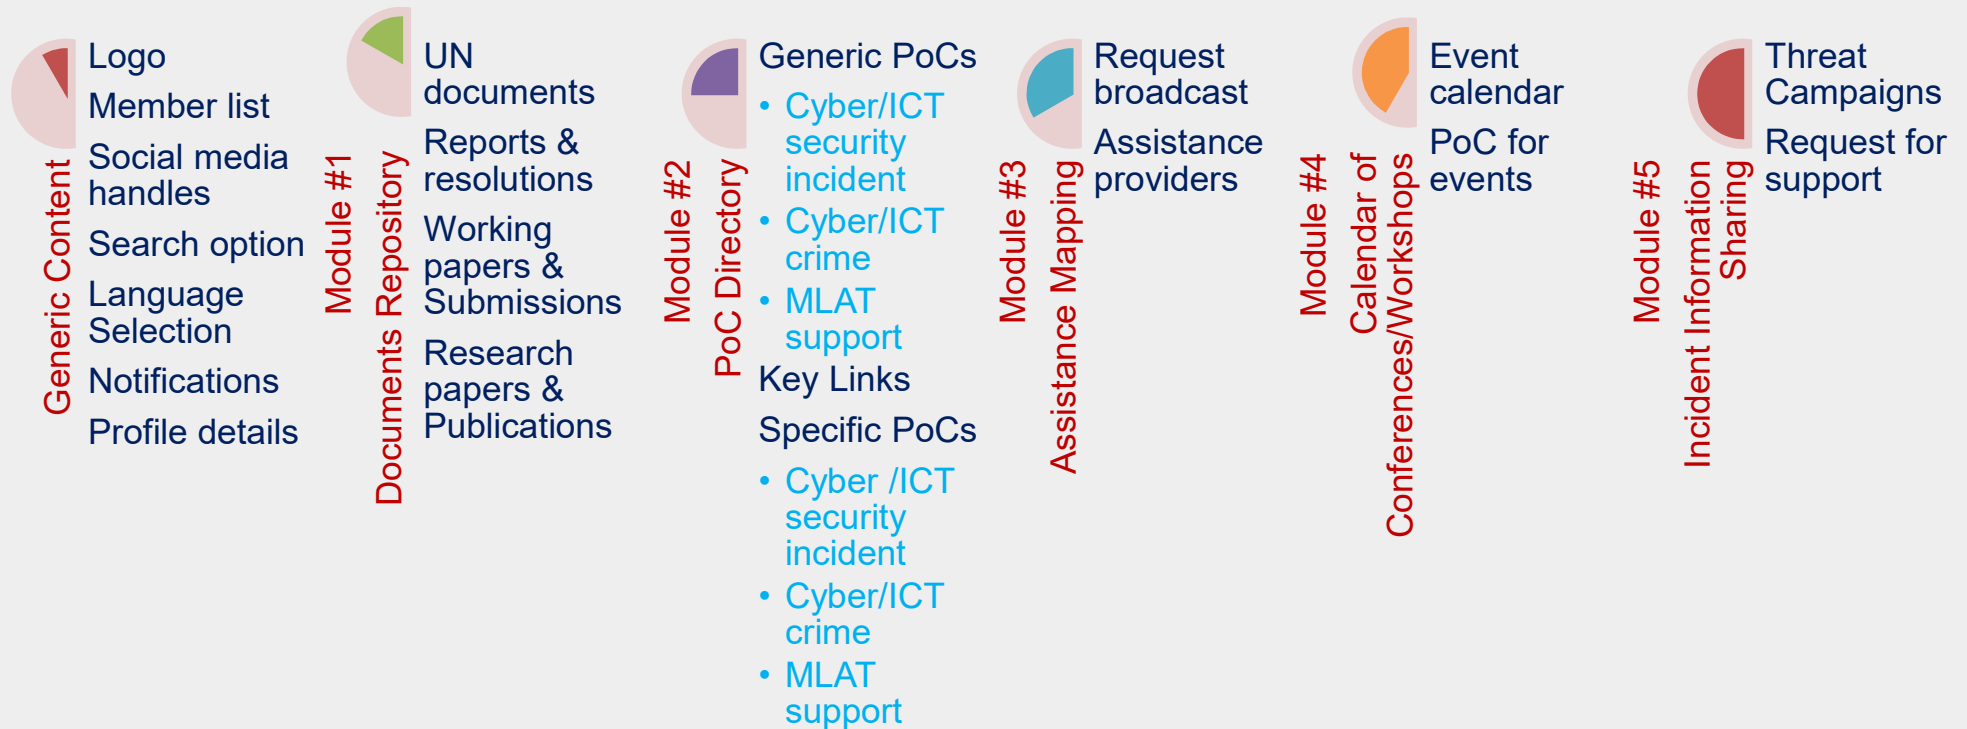 Generic Content
Logo
Member list
Social media
handles
Search option
Language
Selection
Notifications
Profile details
Module #1
Documents Repository
UN
documents
Reports &
resolutions
Working
papers &
Submissions
Research
papers &
Publications
Module #2
PoC Directory
Generic PoCs
• Cyber/ICT
security
incident
• Cyber/ICT
crime
• MLAT
support
Key Links
Specific PoCs
• Cyber /ICT
security
incident
• Cyber/ICT
crime
• MLAT
support
Module #3
Assistance Mapping
Request
broadcast
Assistance
providers
Module #4
Calendar of
Conferences/Workshops
Event
calendar
PoC for
events
Module #5
Incident Information
Sharing
Threat
Campaigns
Request for
support